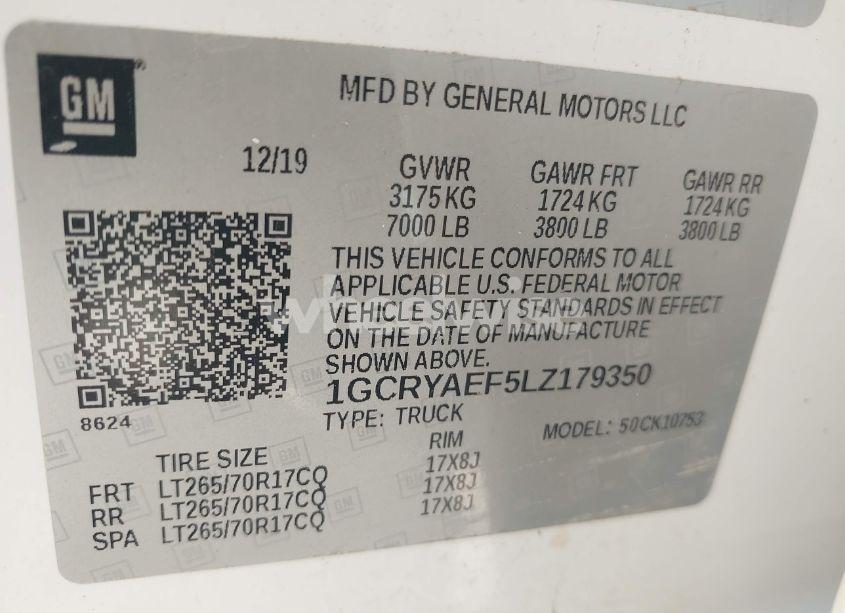 GM
MFD BY GENERAL MOTORS LLC
12/19
GVWR GAWR FRT GAWR RR
3175 KG 1724 KG 1724 KG
7000 LB 3800 LB 3800 LB
THIS VEHICLE CONFORMS TO ALL
APPLICABLE U.S. FEDERAL MOTOR
VEHICLE SAFETY STANDARDS IN EFFECT
ON THE DATE OF MANUFACTURE
SHOWN ABOVE.
1GCRYAEF5LZ179350
8624
TYPE: TRUCK MODEL: 50CK10753
TIRE SIZE RIM
FRT LT265/70R17CQ 17X8J
RR LT265/70R17CQ 17X8J
SPA LT265/70R17CQ 17X8J